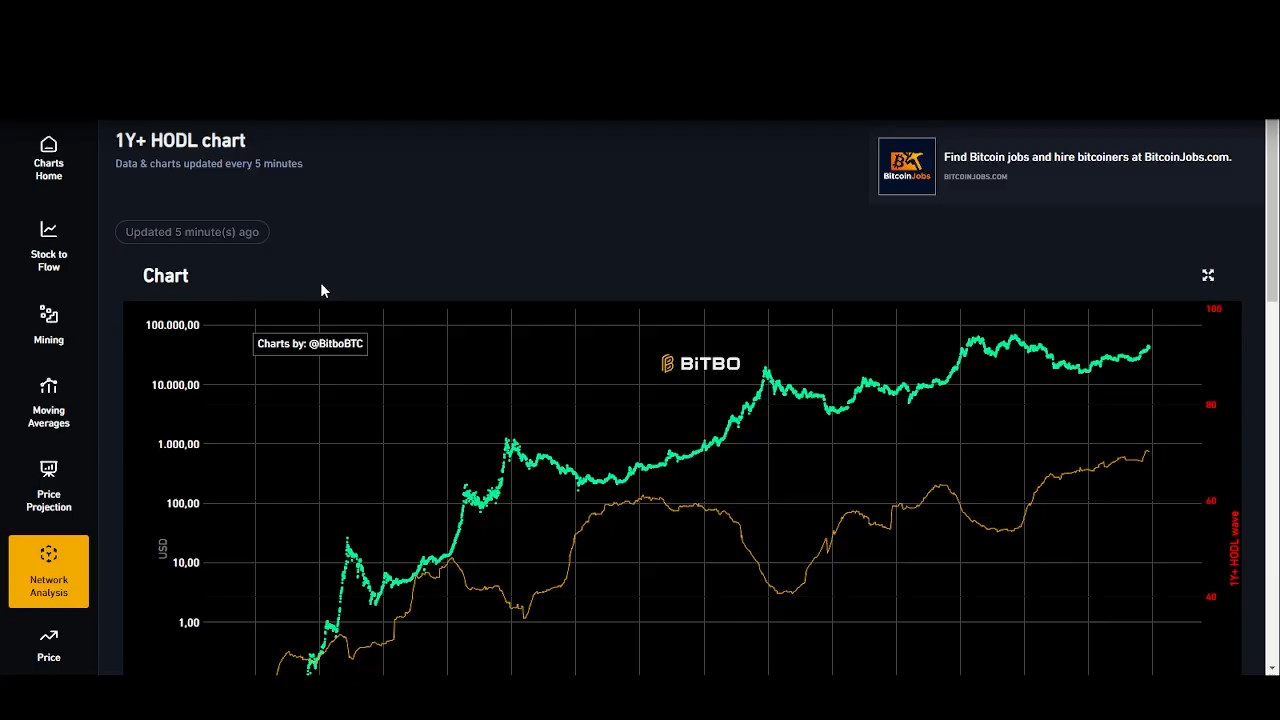 1Y+ HODL chart
Data & charts updated every 5 minutes
BitcoinJobs
Find Bitcoin jobs and hire bitcoiners at BitcoinJobs.com.
BITCOINJOBS.COM
Updated 5 minute(s) ago
Chart
Charts
Home
Stock to
Flow
Mining
Moving
Averages
Price
Projection
Network
Analysis
Price
Charts by: @BitboBTC
BiTBO
100.000,00
10.000,00
1.000,00
100,00
10,00
1,00
USD
100
80
60
40
1Y+ HODL wave